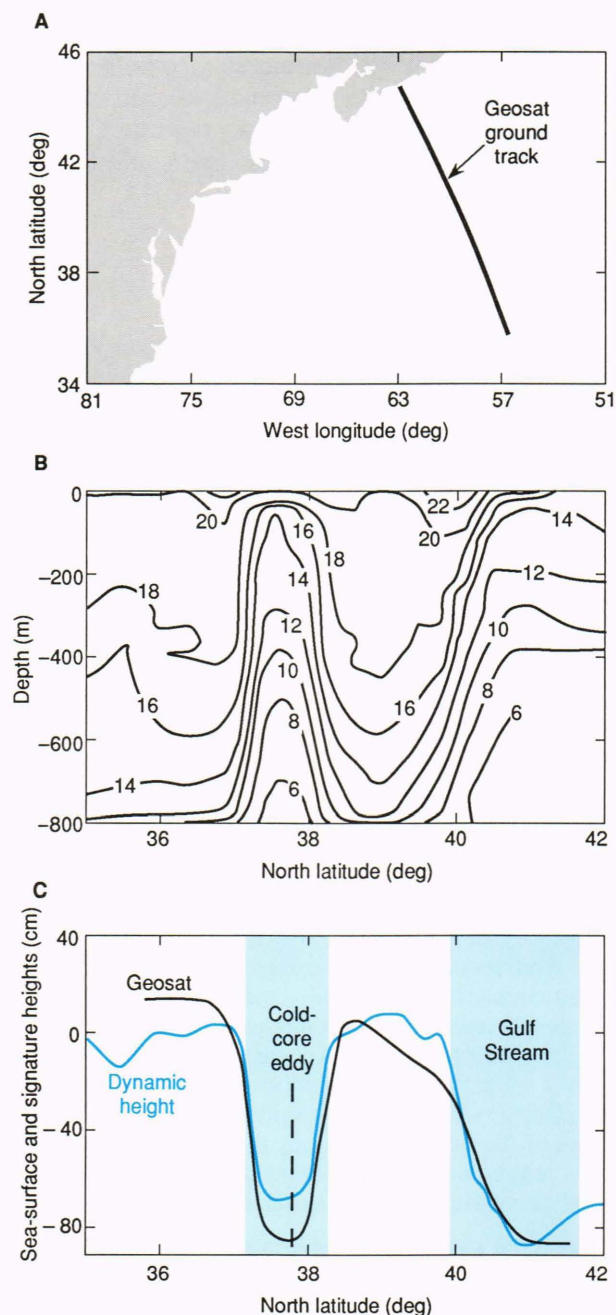 A
46
42
38
34
North latitude (deg)
Geosat
ground
track
81 75 69 63 57 51
West longitude (deg)
B
0
−200
−400
−600
−800
Depth (m)
20
16
18
14
22
20
14
12
10
8
6
18
16
14
12
10
8
6
16
36 38 40 42
North latitude (deg)
C
40
0
−40
−80
Sea-surface and signature heights (cm)
Geosat
Dynamic
height
Cold-
core
eddy
Gulf
Stream
36 38 40 42
North latitude (deg)